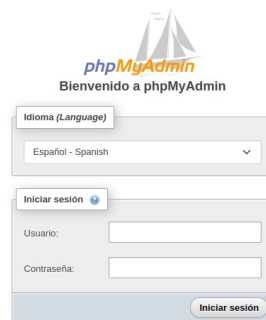 phpMyAdmin
Bienvenido a phpMyAdmin
Idioma (Language)
Español - Spanish
Iniciar sesión
Usuario:
Contraseña:
Iniciar sesión